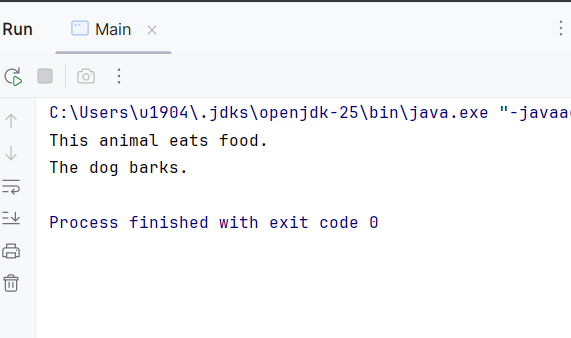 Run
Main
C:\Users\u1904\.jdks\openjdk-25\bin\java.exe "-javaa
This animal eats food.
The dog barks.
Process finished with exit code 0